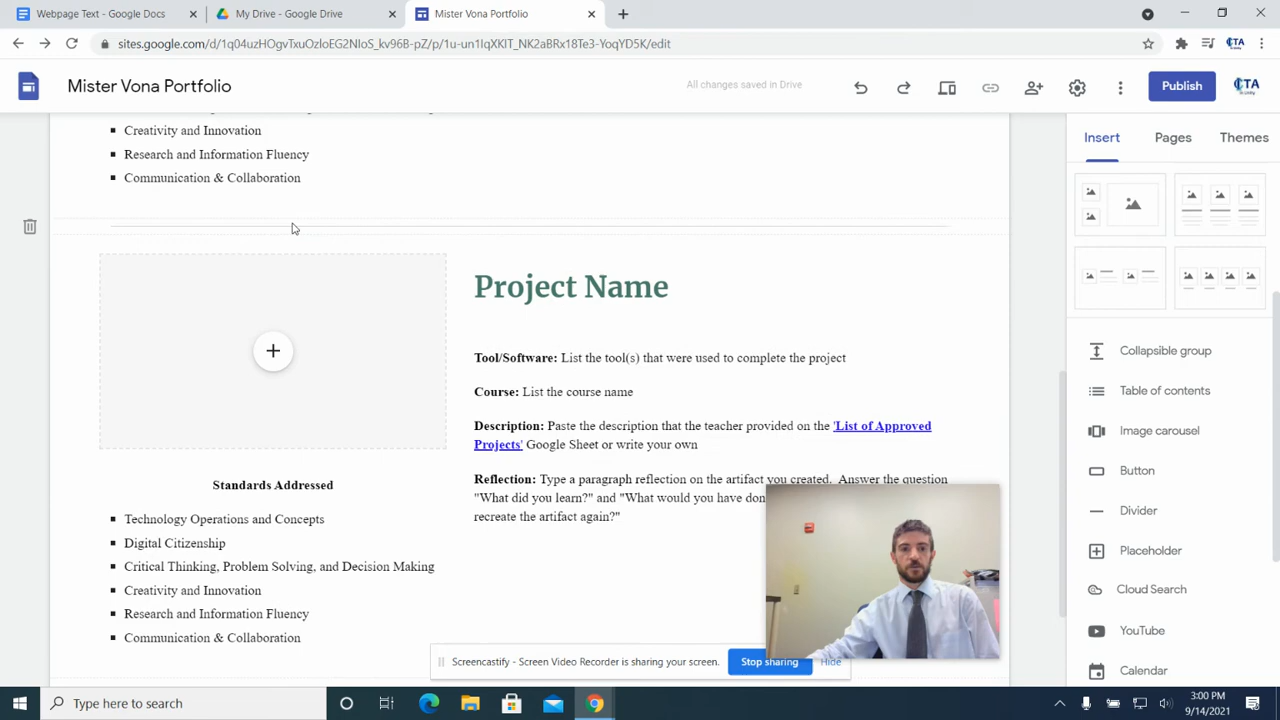 Webpage Text - Google Docs
My Drive - Google Drive
Mister Vona Portfolio
sites.google.com/d/1q04uzHOgvTxuOzloEG2NIoS_kv96B-pZ/p/1u-un1IqXKIT_NK2aBRx18Te3-YoqYD5K/edit
Mister Vona Portfolio
All changes saved in Drive
Publish
Insert
Pages
Themes
Creativity and Innovation
Research and Information Fluency
Communication & Collaboration
Project Name
Tool/Software: List the tool(s) that were used to complete the project
Course: List the course name
Description: Paste the description that the teacher provided on the 'List of Approved
Projects' Google Sheet or write your own
Reflection: Type a paragraph reflection on the artifact you created. Answer the question
"What did you learn?" and "What would you have don
recreate the artifact again?"
Standards Addressed
Technology Operations and Concepts
Digital Citizenship
Critical Thinking, Problem Solving, and Decision Making
Creativity and Innovation
Research and Information Fluency
Communication & Collaboration
Collapsible group
Table of contents
Image carousel
Button
Divider
Placeholder
Cloud Search
YouTube
Calendar
Screencastify - Screen Video Recorder is sharing your screen.
Stop sharing
Hide
Type here to search
3:00 PM
9/14/2021